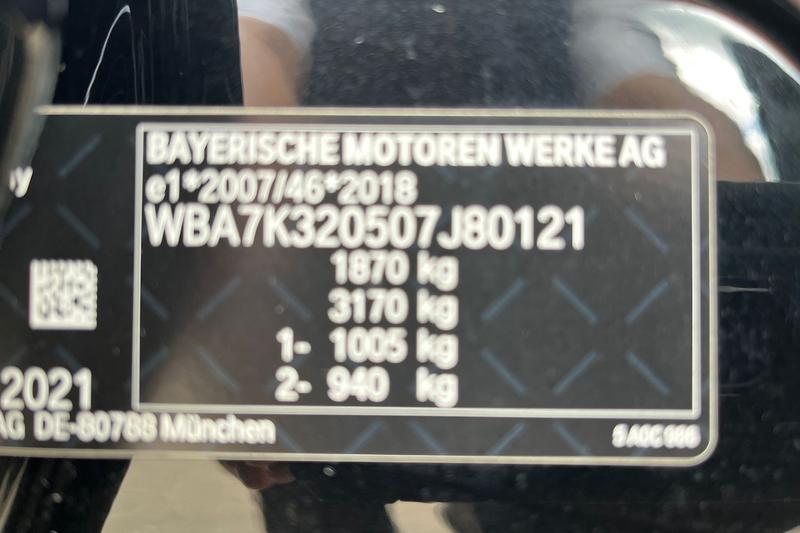 BAYERISCHE MOTOREN WERKE AG
e1*2007/46*2018
WBA7K320507J80121
1870 kg
3170 kg
1- 1005 kg
2- 940 kg
2021
AG DE-80788 München